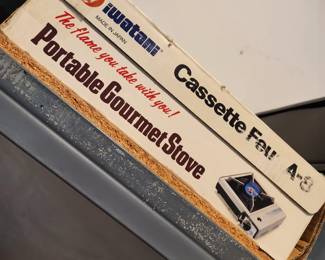 iwatani
MADE IN JAPAN
Cassette Feu A-3
The flame you take with you!
Portable Gourmet Stove